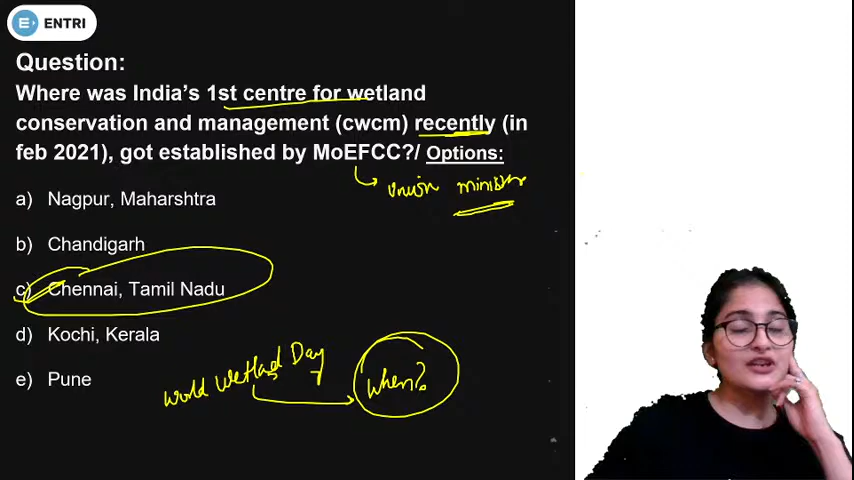 ENTRI
Question:
Where was India's 1st centre for wetland
conservation and management (cwcm) recently (in
feb 2021), got established by MoEFCC?/ Options:
Union minister
a) Nagpur, Maharshtra
b) Chandigarh
c) Chennai, Tamil Nadu
d) Kochi, Kerala
World Wetland Day
when?
e) Pune